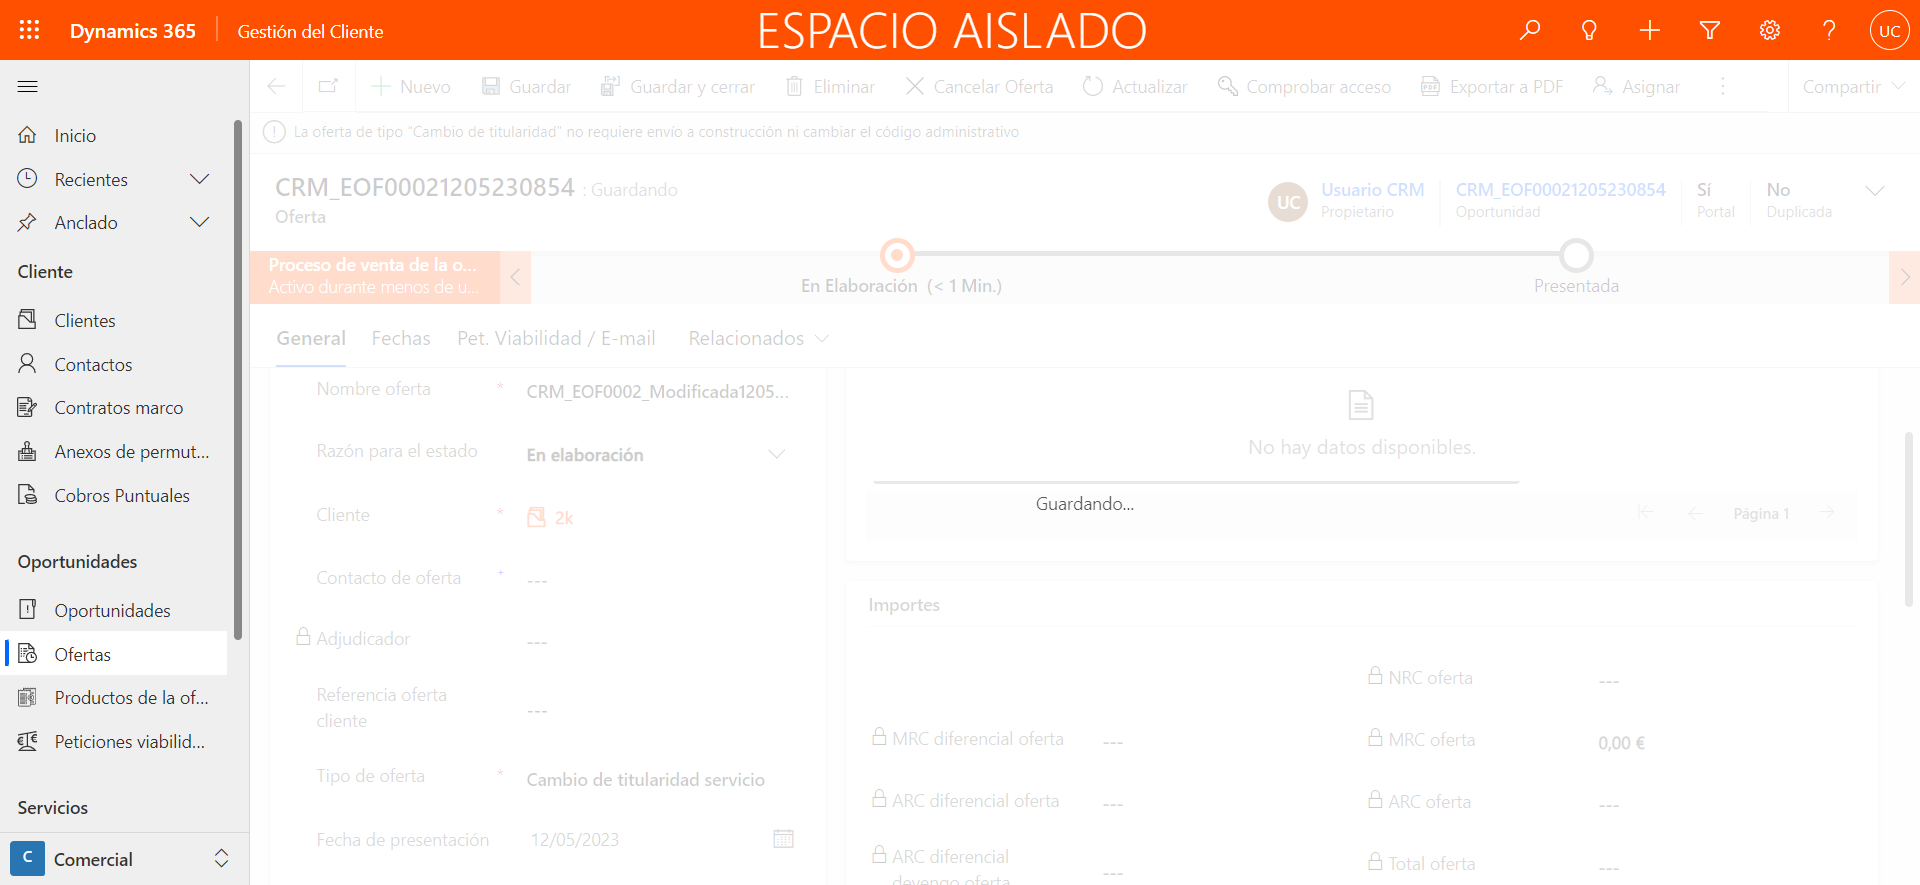 Dynamics 365
Gestión del Cliente
ESPACIO AISLADO
UC
Nuevo
Guardar
Guardar y cerrar
Eliminar
Cancelar Oferta
Actualizar
Comprobar acceso
Exportar a PDF
Asignar
Compartir
La oferta de tipo "Cambio de titularidad" no requiere envío a construcción ni cambiar el código administrativo
Inicio
Recientes
Anclado
Cliente
Clientes
Contactos
Contratos marco
Anexos de permut...
Cobros Puntuales
Oportunidades
Oportunidades
Ofertas
Productos de la of...
Peticiones viabilid...
Servicios
C
Comercial
CRM_EOF00021205230854 : Guardando
Oferta
UC
Usuario CRM
Propietario
CRM_EOF00021205230854
Oportunidad
Sí
Portal
No
Duplicada
Proceso de venta de la o...
Activo durante menos de u...
En Elaboración (< 1 Min.)
Presentada
General
Fechas
Pet. Viabilidad / E-mail
Relacionados
Nombre oferta * CRM_EOF0002_Modificada1205...
Razón para el estado En elaboración
Cliente * 2k
Contacto de oferta + ---
Adjudicador ---
Referencia oferta
cliente ---
Tipo de oferta * Cambio de titularidad servicio
Fecha de presentación 12/05/2023
No hay datos disponibles.
Guardando...
Página 1
Importes
NRC oferta ---
MRC diferencial oferta ---
MRC oferta 0,00 €
ARC diferencial oferta ---
ARC oferta ---
ARC diferencial
devengo oferta ---
Total oferta ---